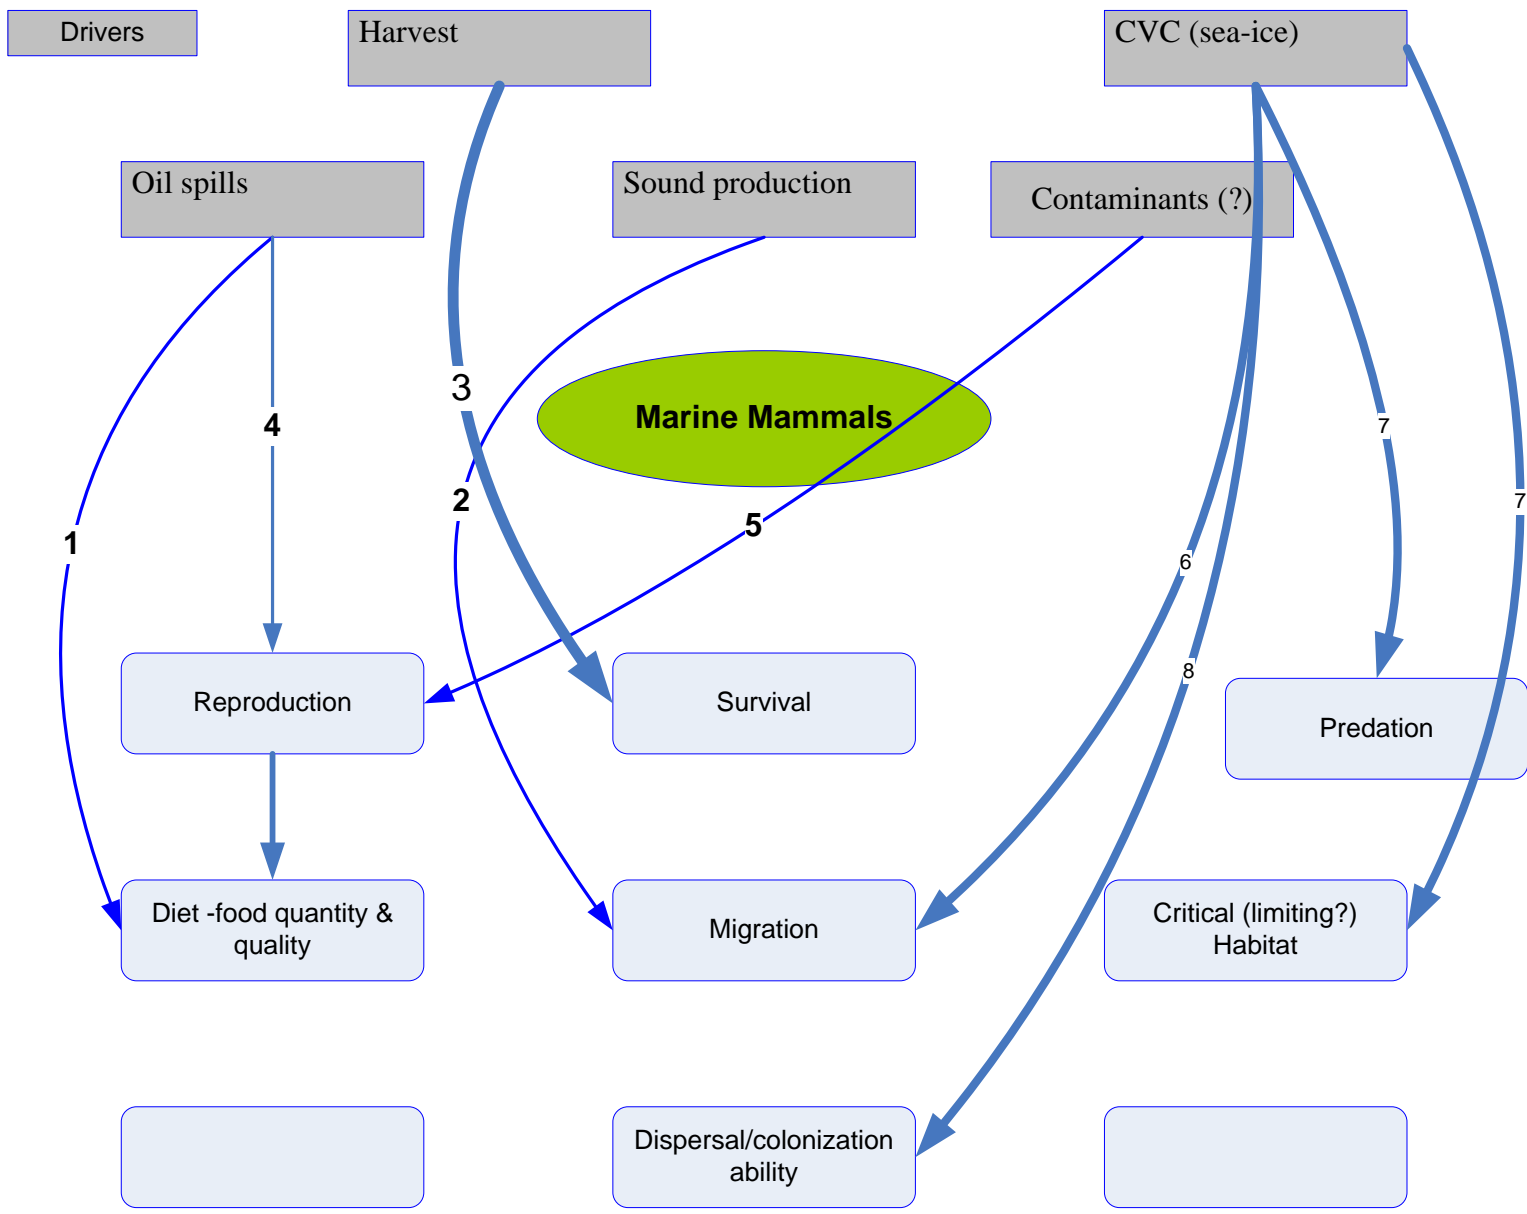 Drivers
Harvest
CVC (sea-ice)
Oil spills
Sound production
Contaminants (?)
3
Marine Mammals
4
7
2
7
5
1
6
8
Reproduction
Survival
Predation
Diet -food quantity &
quality
Migration
Critical (limiting?)
Habitat
Dispersal/colonization
ability